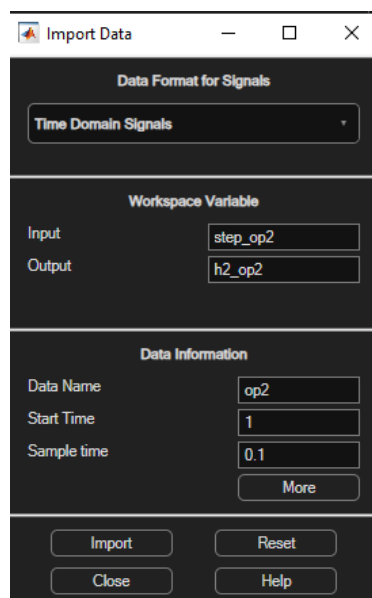 Import Data
Data Format for Signals
Time Domain Signals
Workspace Variable
Input step_op2
Output h2_op2
Data Information
Data Name op2
Start Time 1
Sample time 0.1
More
Import Reset
Close Help